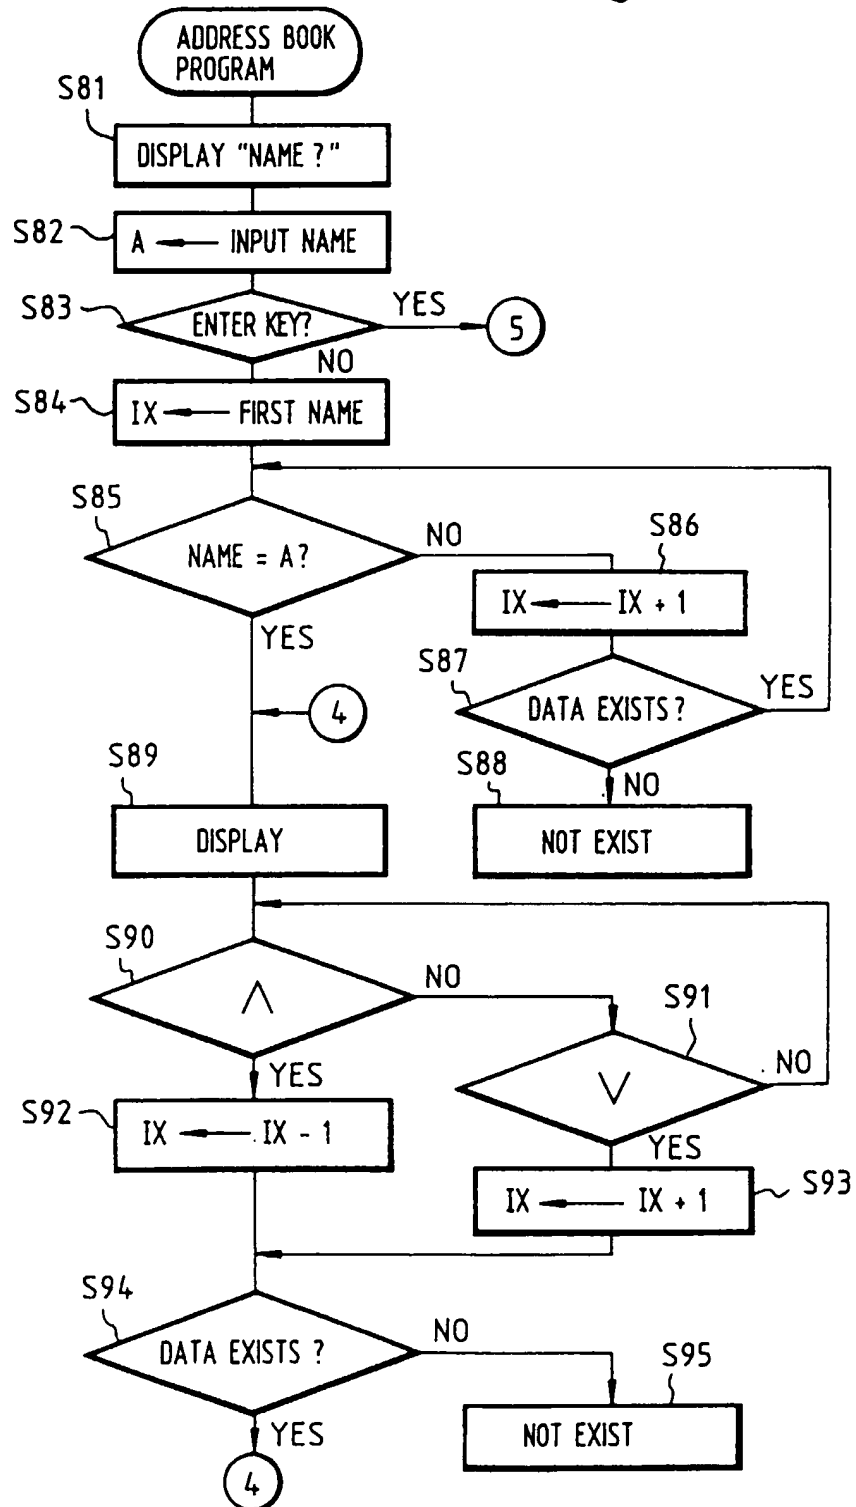 ADDRESS BOOK
PROGRAM
S81
DISPLAY "NAME ?"
S82
A ← INPUT NAME
S83
ENTER KEY?
YES
5
NO
S84
IX ← FIRST NAME
S85
NAME = A?
NO
S86
IX ← IX + 1
YES
S87
DATA EXISTS?
YES
4
S89
DISPLAY
S88
NO
NOT EXIST
S90
∧
NO
S91
∨
NO
YES
S92
IX ← IX - 1
YES
IX ← IX + 1
S93
S94
DATA EXISTS ?
NO
S95
NOT EXIST
YES
4